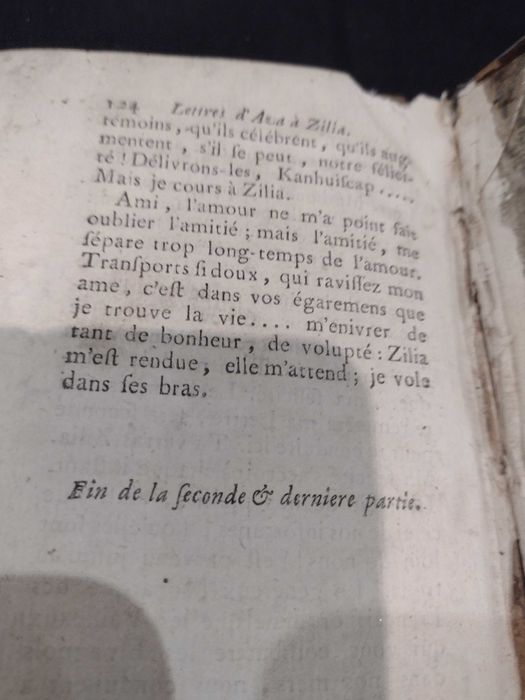 124 Lettres d'Aza à Zilia.
témoins, qu'ils célèbrent, qu'ils aug-
mentent, s'il se peut, notre félici-
té ! Délivrons-les, Kanhuiscap....
Mais je cours à Zilia.
Ami, l'amour ne m'a point fait
oublier l'amitié ; mais l'amitié, me
sépare trop long-temps de l'amour.
Transports si doux, qui ravissez mon
ame, c'est dans vos égaremens que
je trouve la vie.... m'énivrer de
tant de bonheur, de volupté : Zilia
m'est rendue, elle m'attend ; je vole
dans ses bras.
Fin de la seconde & derniere partie.